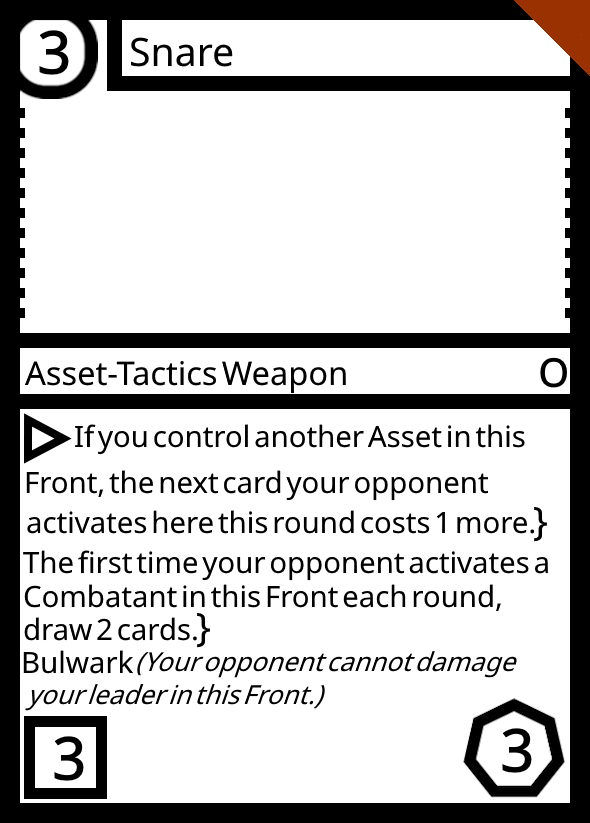 3
Snare
Asset-Tactics Weapon O
If you control another Asset in this
Front, the next card your opponent
activates here this round costs 1 more.}
The first time your opponent activates a
Combatant in this Front each round,
draw 2 cards.}
Bulwark (Your opponent cannot damage
your leader in this Front.)
3
3